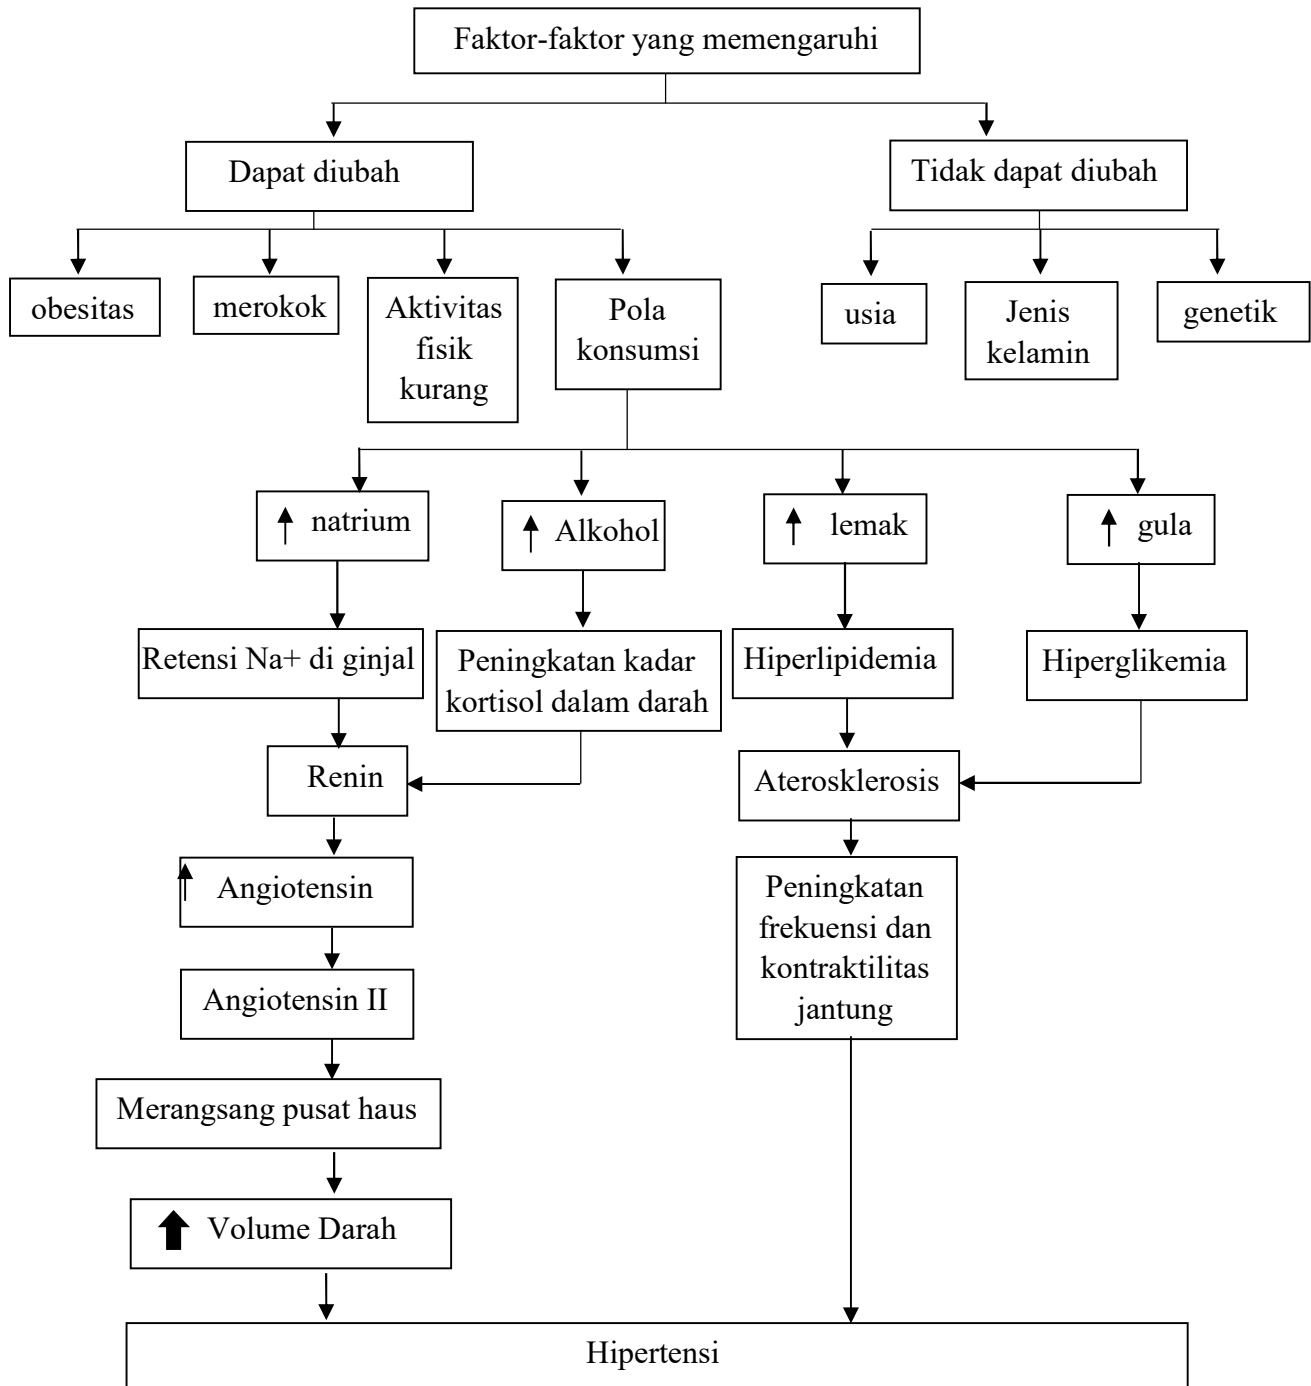 Faktor-faktor yang memengaruhi
Dapat diubah
Tidak dapat diubah
obesitas
merokok
Aktivitas
fisik
kurang
Pola
konsumsi
usia
Jenis
kelamin
genetik
↑ natrium
↑ Alkohol
↑ lemak
↑ gula
Retensi Na+ di ginjal
Peningkatan kadar
kortisol dalam darah
Hiperlipidemia
Hiperglikemia
Renin
Aterosklerosis
↑ Angiotensin
Peningkatan
frekuensi dan
kontraktilitas
jantung
Angiotensin II
Merangsang pusat haus
⬆ Volume Darah
Hipertensi